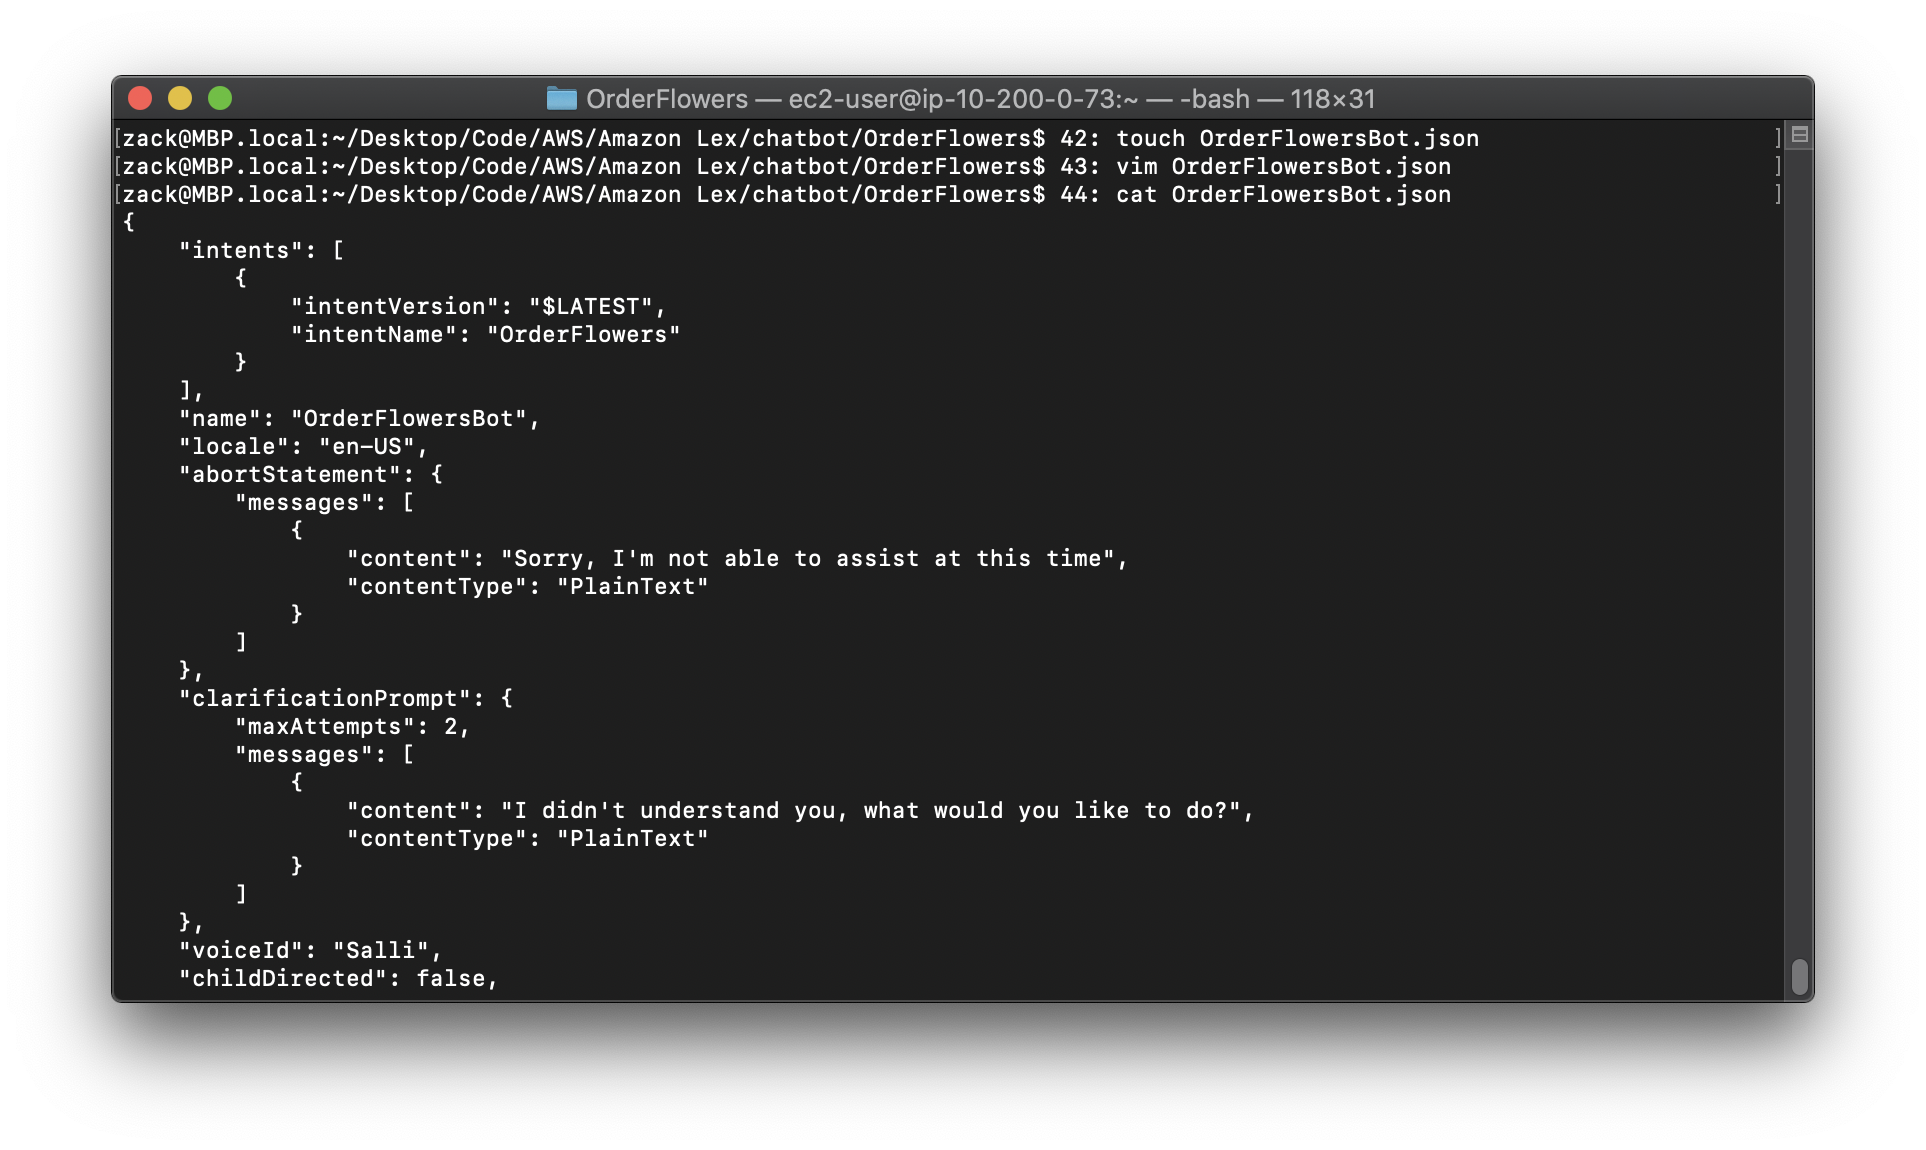 OrderFlowers — ec2-user@ip-10-200-0-73:~ — -bash — 118×31
[zack@MBP.local:~/Desktop/Code/AWS/Amazon Lex/chatbot/OrderFlowers$ 42: touch OrderFlowersBot.json ]
[zack@MBP.local:~/Desktop/Code/AWS/Amazon Lex/chatbot/OrderFlowers$ 43: vim OrderFlowersBot.json ]
[zack@MBP.local:~/Desktop/Code/AWS/Amazon Lex/chatbot/OrderFlowers$ 44: cat OrderFlowersBot.json ]
{
    "intents": [
        {
            "intentVersion": "$LATEST",
            "intentName": "OrderFlowers"
        }
    ],
    "name": "OrderFlowersBot",
    "locale": "en-US",
    "abortStatement": {
        "messages": [
            {
                "content": "Sorry, I'm not able to assist at this time",
                "contentType": "PlainText"
            }
        ]
    },
    "clarificationPrompt": {
        "maxAttempts": 2,
        "messages": [
            {
                "content": "I didn't understand you, what would you like to do?",
                "contentType": "PlainText"
            }
        ]
    },
    "voiceId": "Salli",
    "childDirected": false,